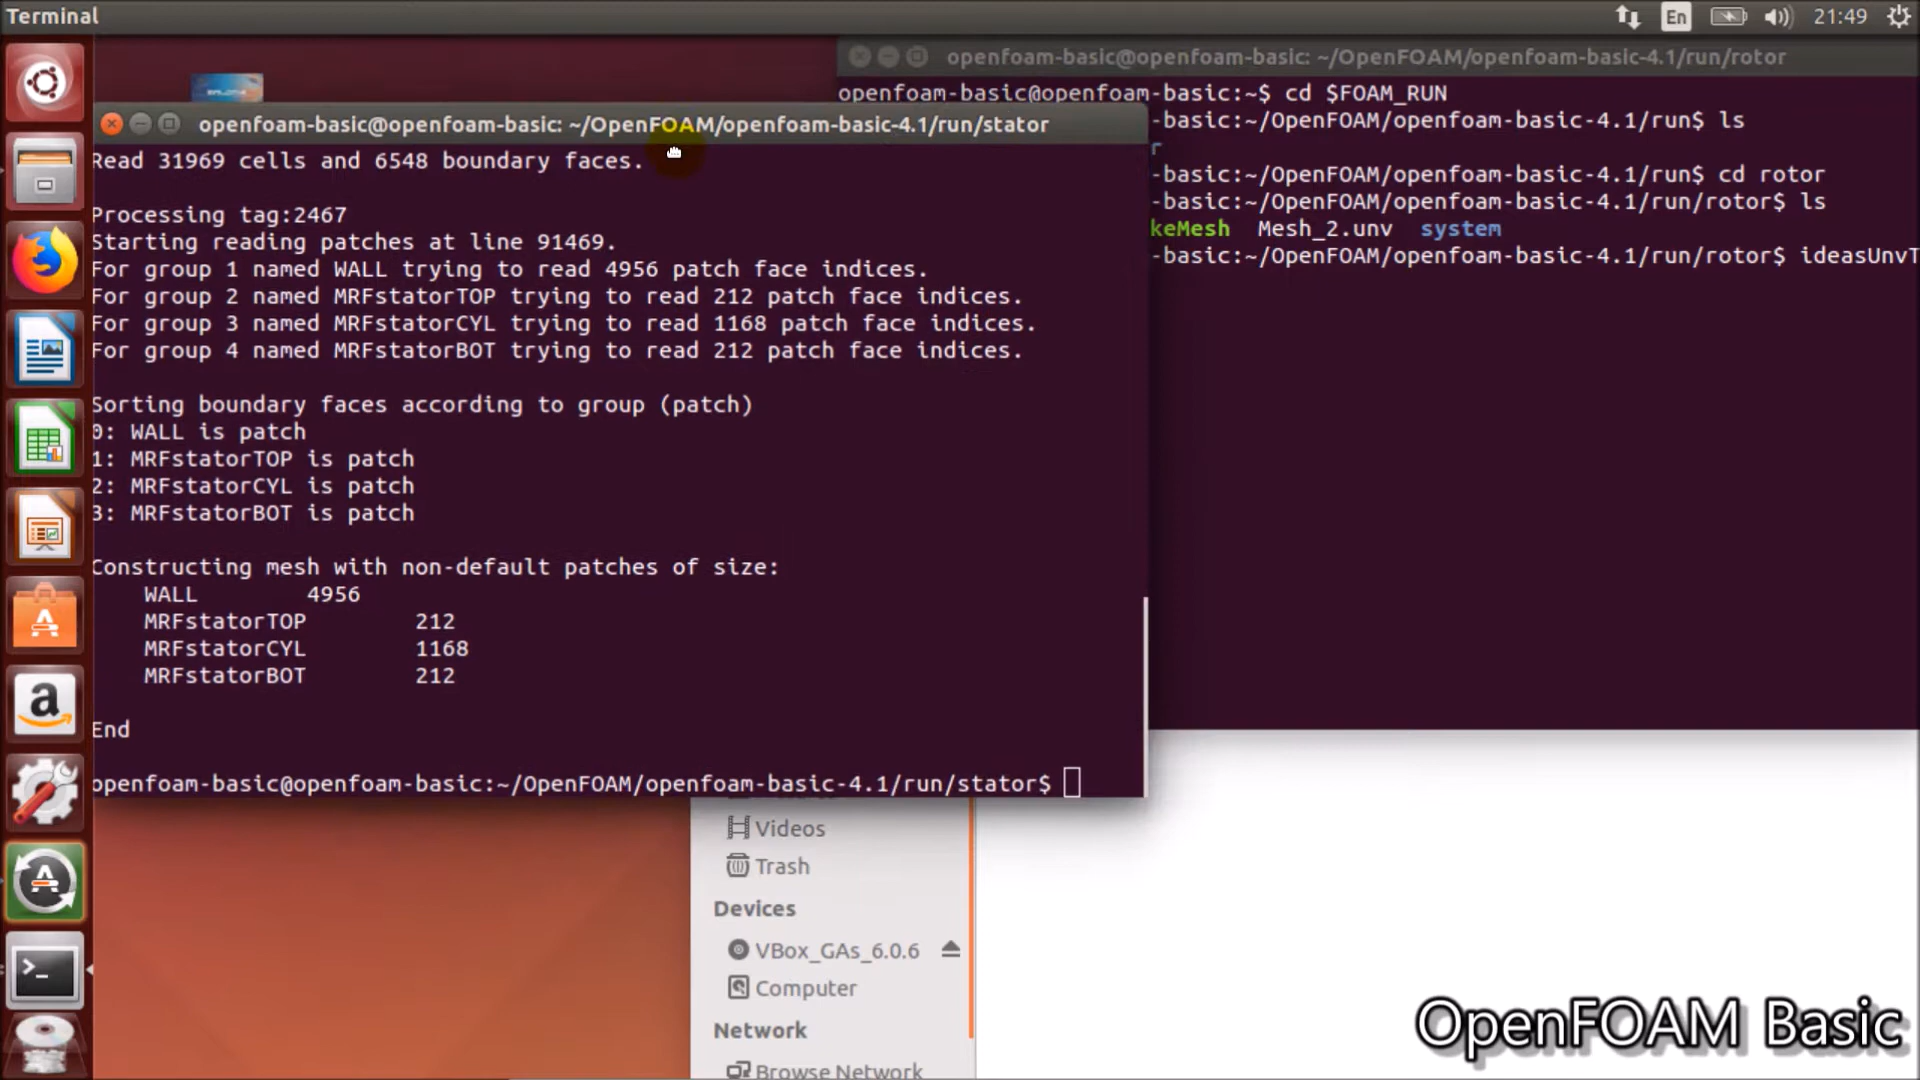 Terminal
En
21:49
openfoam-basic@openfoam-basic: ~/OpenFOAM/openfoam-basic-4.1/run/rotor
openfoam-basic@openfoam-basic:~$ cd $FOAM_RUN
-basic:~/OpenFOAM/openfoam-basic-4.1/run$ ls
r
-basic:~/OpenFOAM/openfoam-basic-4.1/run$ cd rotor
-basic:~/OpenFOAM/openfoam-basic-4.1/run/rotor$ ls
keMesh Mesh_2.unv system
-basic:~/OpenFOAM/openfoam-basic-4.1/run/rotor$ ideasUnvT
openfoam-basic@openfoam-basic: ~/OpenFOAM/openfoam-basic-4.1/run/stator
Read 31969 cells and 6548 boundary faces.
Processing tag:2467
Starting reading patches at line 91469.
For group 1 named WALL trying to read 4956 patch face indices.
For group 2 named MRFstatorTOP trying to read 212 patch face indices.
For group 3 named MRFstatorCYL trying to read 1168 patch face indices.
For group 4 named MRFstatorBOT trying to read 212 patch face indices.
Sorting boundary faces according to group (patch)
0: WALL is patch
1: MRFstatorTOP is patch
2: MRFstatorCYL is patch
3: MRFstatorBOT is patch
Constructing mesh with non-default patches of size:
WALL 4956
MRFstatorTOP 212
MRFstatorCYL 1168
MRFstatorBOT 212
End
openfoam-basic@openfoam-basic:~/OpenFOAM/openfoam-basic-4.1/run/stator$
Videos
Trash
Devices
VBox_GAs_6.0.6
Computer
Network
Browse Network
OpenFOAM Basic